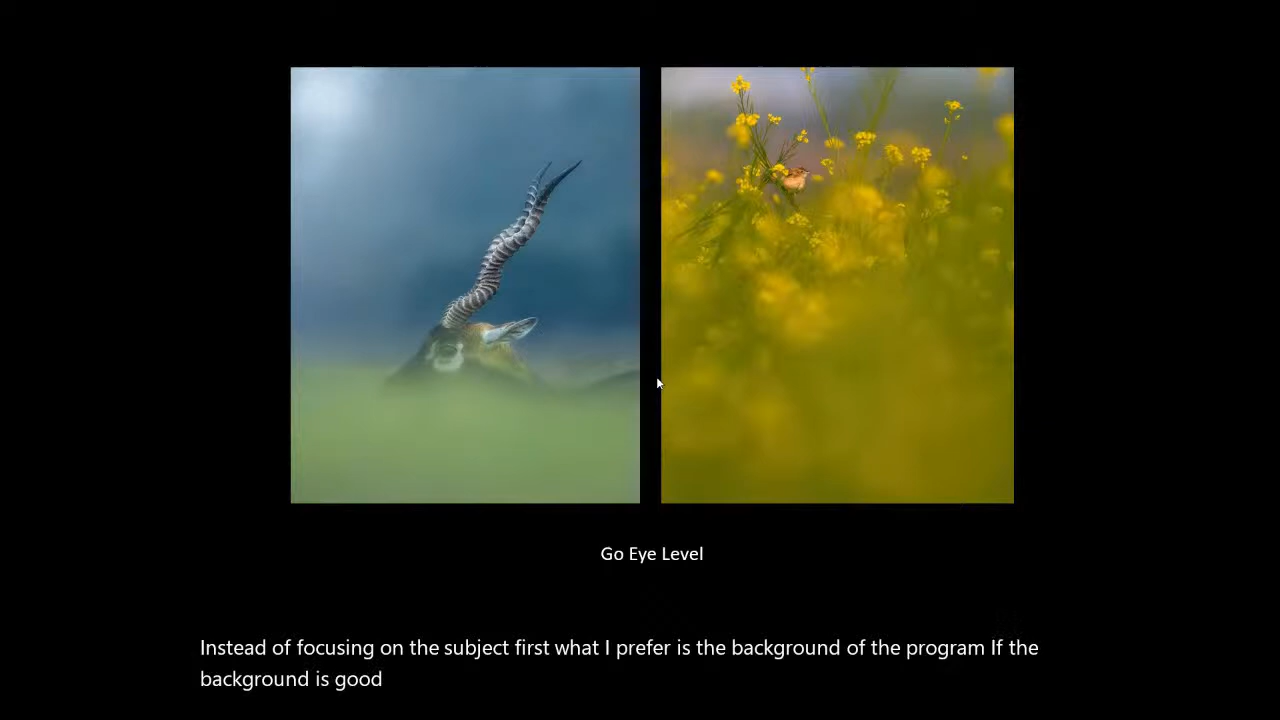 Go Eye Level
Instead of focusing on the subject first what I prefer is the background of the program If the
background is good